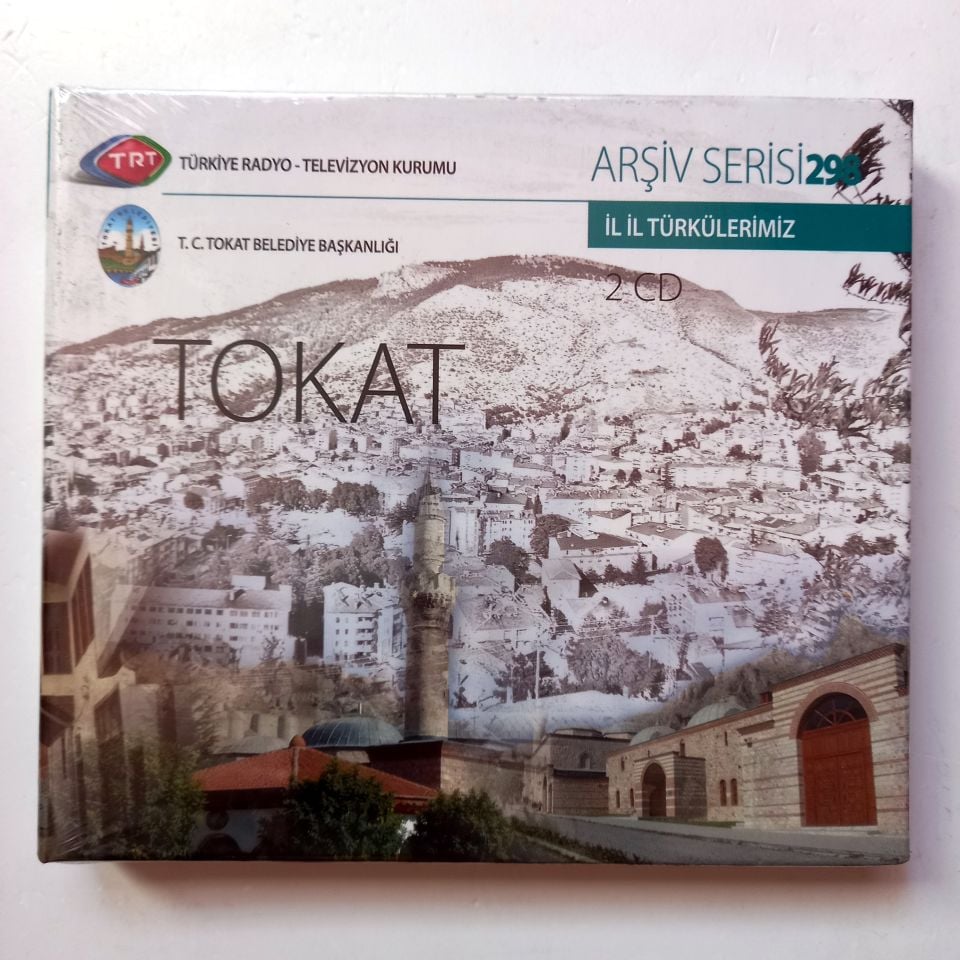 TRT
TÜRKİYE RADYO - TELEVİZYON KURUMU
ARŞİV SERİSİ 298
İL İL TÜRKÜLERİMİZ
T. C. TOKAT BELEDİYE BAŞKANLIĞI
2 CD
TOKAT